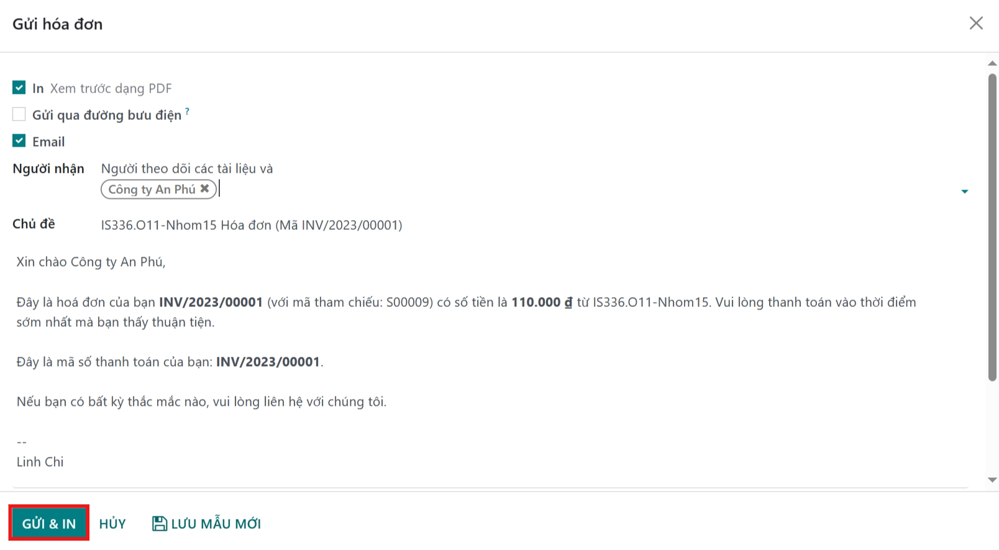 Gửi hóa đơn
In Xem trước dạng PDF
Gửi qua đường bưu điện ?
Email
Người nhận Người theo dõi các tài liệu và
Công ty An Phú ✖
Chủ đề IS336.O11-Nhom15 Hóa đơn (Mã INV/2023/00001)
Xin chào Công ty An Phú,
Đây là hoá đơn của bạn INV/2023/00001 (với mã tham chiếu: S00009) có số tiền là 110.000 ₫ từ IS336.O11-Nhom15. Vui lòng thanh toán vào thời điểm
sớm nhất mà bạn thấy thuận tiện.
Đây là mã số thanh toán của bạn: INV/2023/00001.
Nếu bạn có bất kỳ thắc mắc nào, vui lòng liên hệ với chúng tôi.
--
Linh Chi
GỬI & IN HỦY LƯU MẪU MỚI